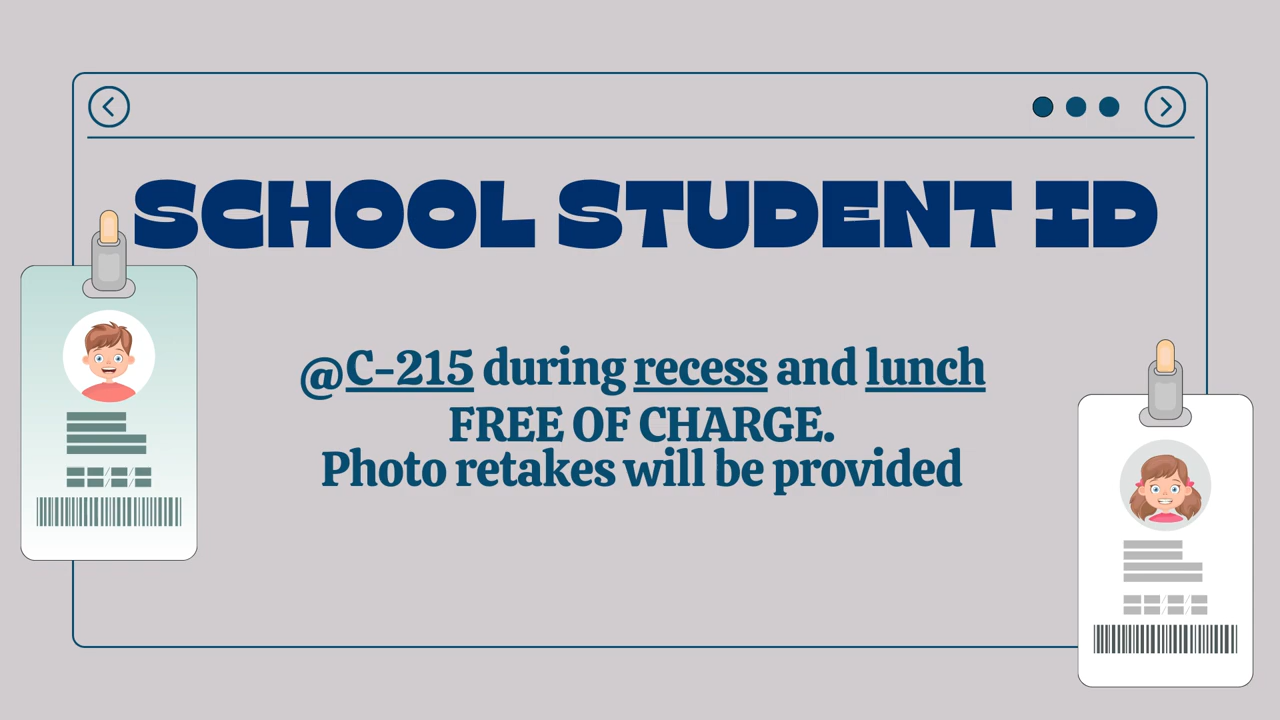 SCHOOL STUDENT ID
@C-215 during recess and lunch
FREE OF CHARGE.
Photo retakes will be provided